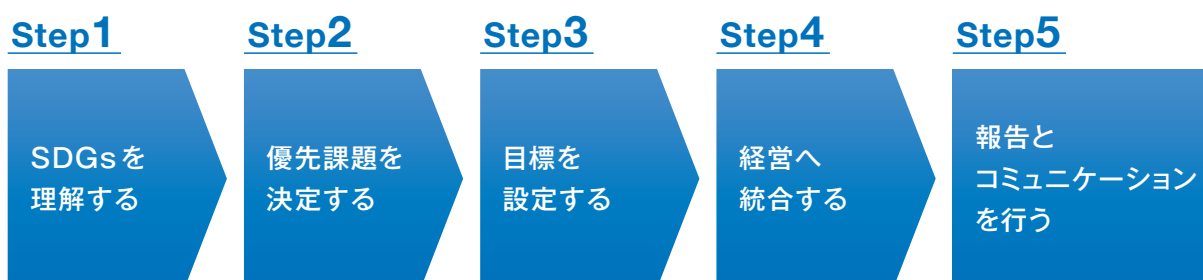 Step1
SDGsを
理解する
Step2
優先課題を
決定する
Step3
目標を
設定する
Step4
経営へ
統合する
Step5
報告と
コミュニケーション
を行う